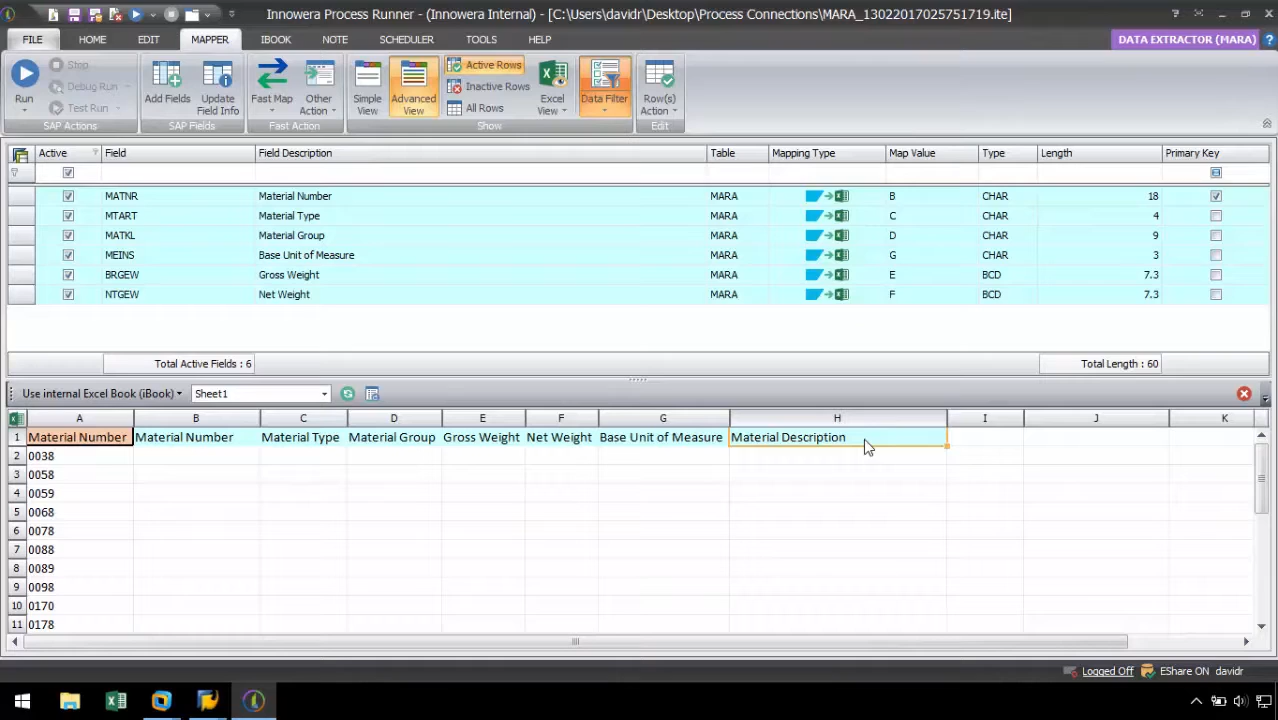 Innowera Process Runner - (Innowera Internal) - [C:\Users\davidr\Desktop\Process Connections\MARA_13022017025751719.ite]
FILE HOME EDIT MAPPER IBOOK NOTE SCHEDULER TOOLS HELP DATA EXTRACTOR (MARA)
Run
Stop
Debug Run
Test Run
SAP Actions
Add Fields
Update Field Info
SAP Fields
Fast Map
Other Action
Fast Action
Simple View
Advanced View
Active Rows
Inactive Rows
All Rows
Excel View
Data Filter
Show
Row(s) Action
Edit
Active Field Field Description Table Mapping Type Map Value Type Length Primary Key
MATNR Material Number MARA B CHAR 18
MTART Material Type MARA C CHAR 4
MATKL Material Group MARA D CHAR 9
MEINS Base Unit of Measure MARA G CHAR 3
BRGEW Gross Weight MARA E BCD 7.3
NTGEW Net Weight MARA F BCD 7.3
Total Active Fields : 6 Total Length : 60
Use internal Excel Book (iBook) Sheet1
A B C D E F G H I J K
1 Material Number Material Number Material Type Material Group Gross Weight Net Weight Base Unit of Measure Material Description
2 0038
3 0058
4 0059
5 0068
6 0078
7 0088
8 0089
9 0098
10 0170
11 0178
Logged Off EShare ON davidr